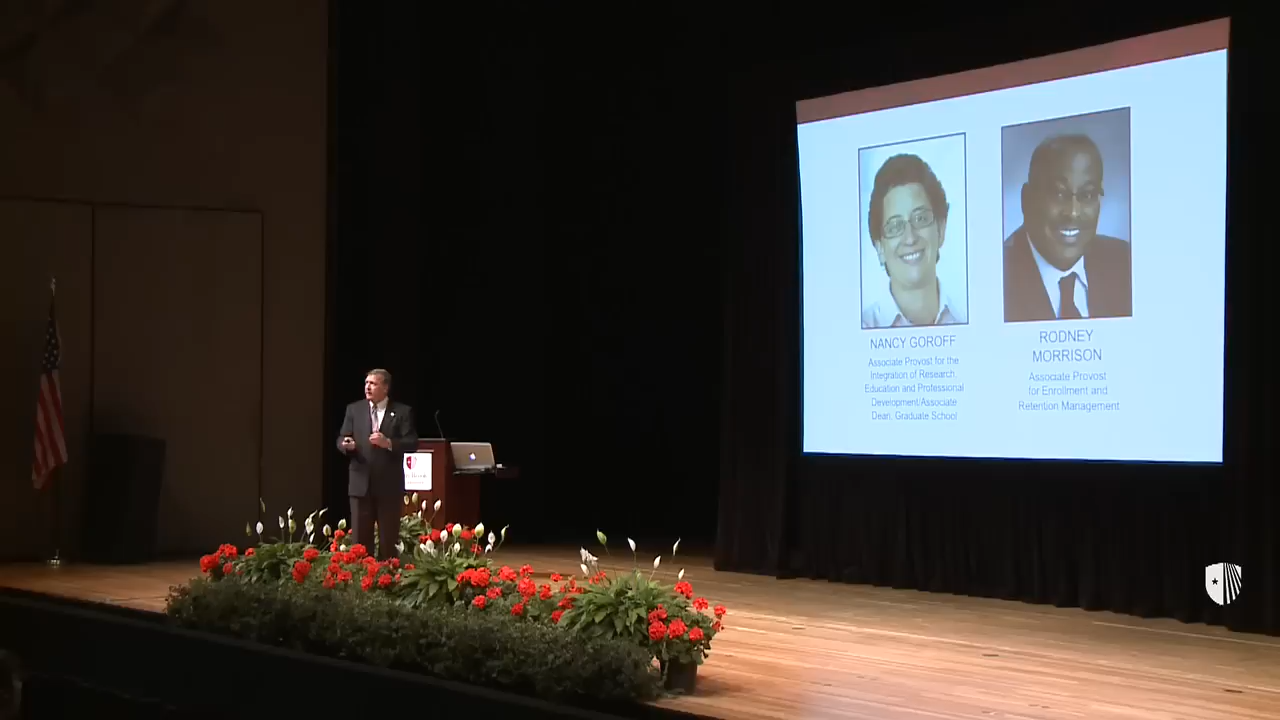 NANCY GOROFF
Associate Provost for the
Integration of Research,
Education and Professional
Development/Associate
Dean, Graduate School
RODNEY
MORRISON
Associate Provost
for Enrollment and
Retention Management